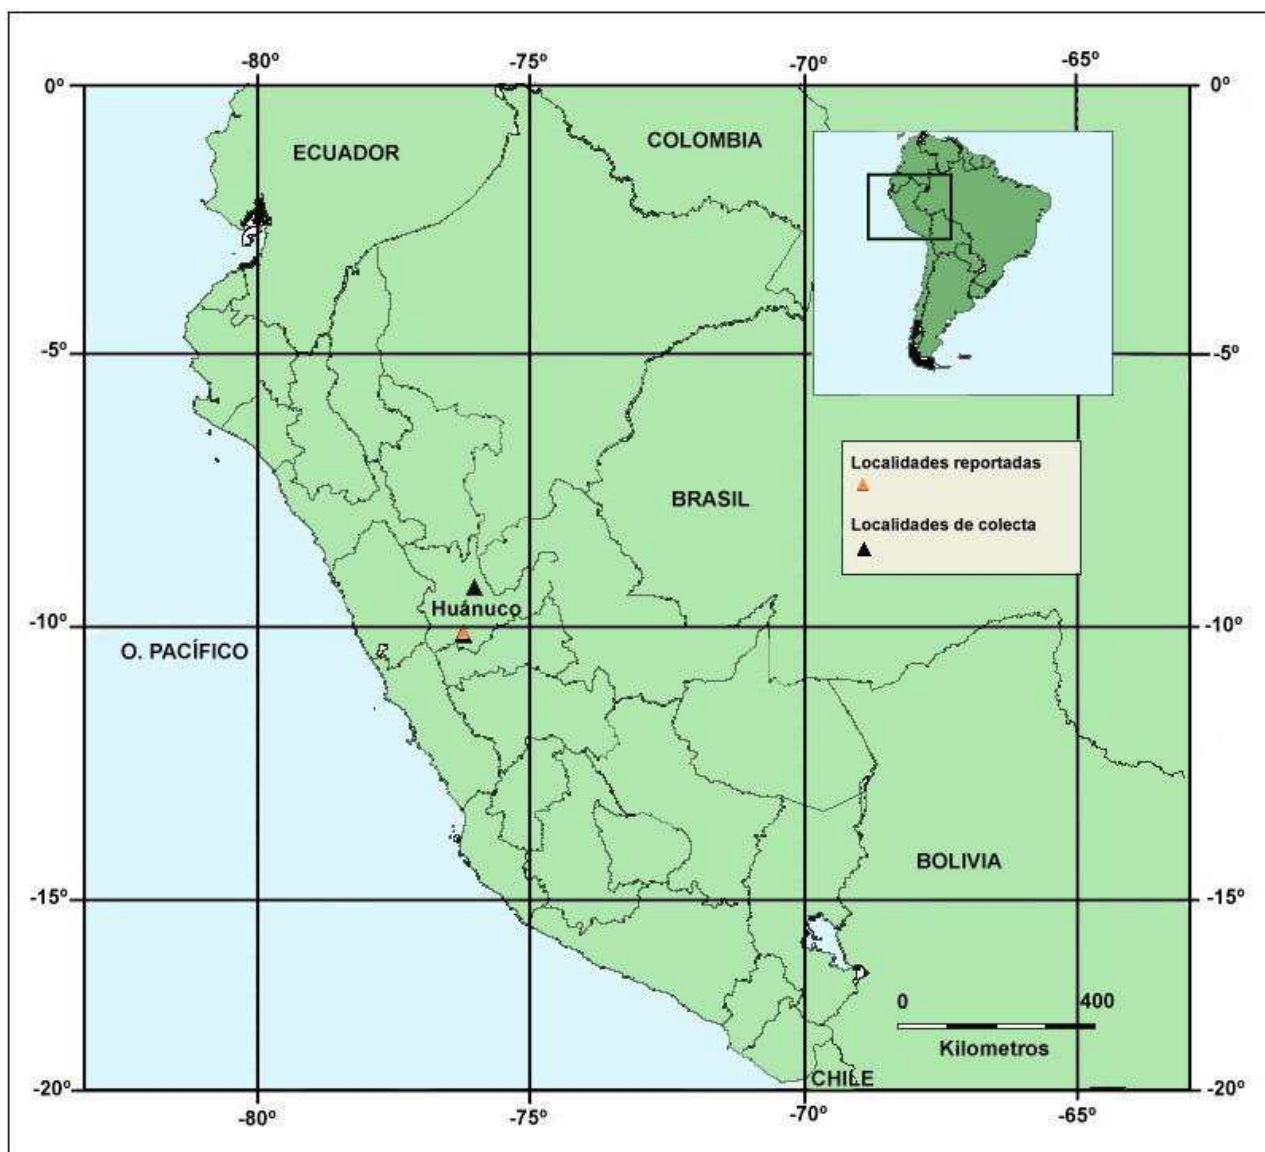 -80º
-75º
-70º
-65º
0º
0º
ECUADOR
COLOMBIA
-5º
-5º
Localidades reportadas
BRASIL
Localidades de colecta
Huánuco
-10º
-10º
O. PACÍFICO
BOLIVIA
-15º
-15º
0
400
Kilometros
CHILE
-20º
-20º
-80º
-75º
-70º
-65º